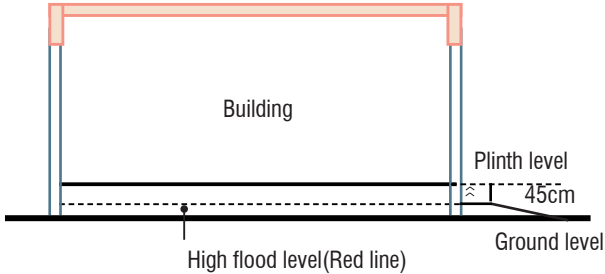 Building
Plinth level
45cm
Ground level
High flood level(Red line)